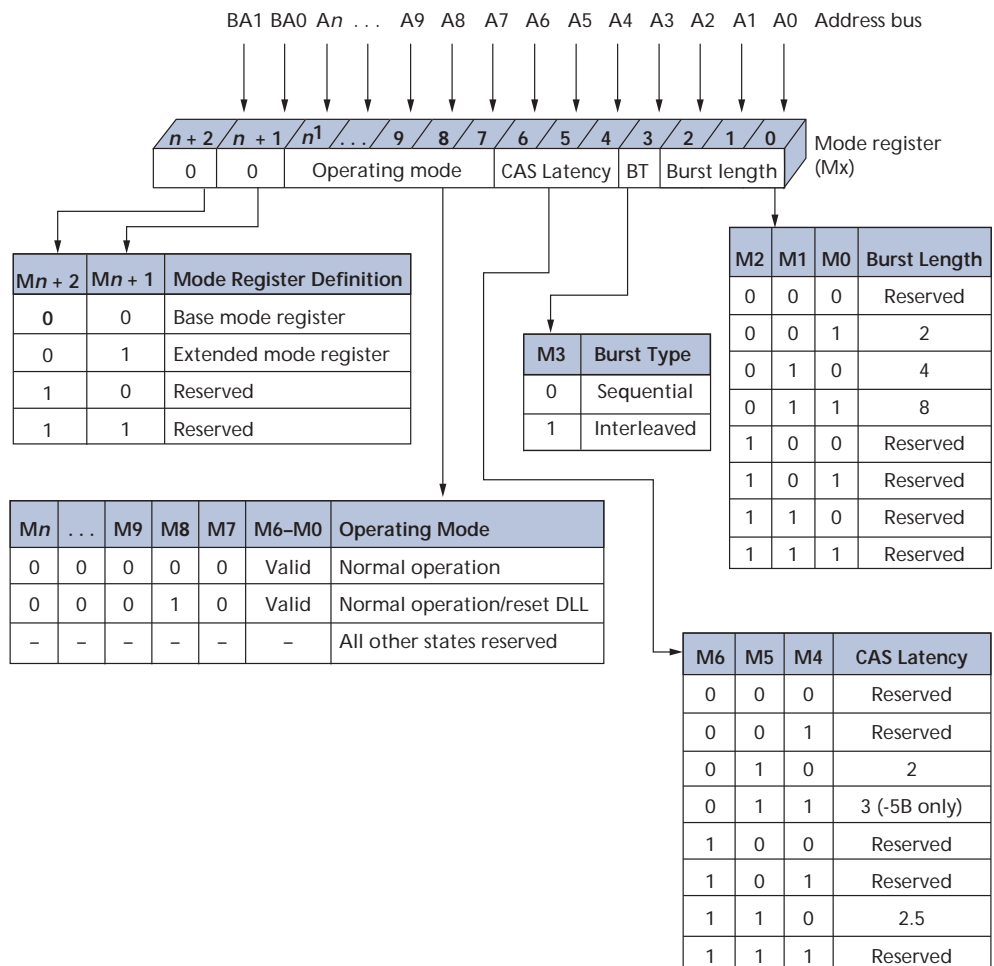 BA1 BA0 An . . . A9 A8 A7 A6 A5 A4 A3 A2 A1 A0 Address bus
n + 2 n + 1 n1 . . . 9 8 7 6 5 4 3 2 1 0
Mode register
(Mx)
0 0 Operating mode CAS Latency BT Burst length
Mn + 2 Mn + 1 Mode Register Definition
0 0 Base mode register
0 1 Extended mode register
1 0 Reserved
1 1 Reserved
M3 Burst Type
0 Sequential
1 Interleaved
M2 M1 M0 Burst Length
0 0 0 Reserved
0 0 1 2
0 1 0 4
0 1 1 8
1 0 0 Reserved
1 0 1 Reserved
1 1 0 Reserved
1 1 1 Reserved
Mn . . . M9 M8 M7 M6–M0 Operating Mode
0 0 0 0 0 Valid Normal operation
0 0 0 1 0 Valid Normal operation/reset DLL
– – – – – – All other states reserved
M6 M5 M4 CAS Latency
0 0 0 Reserved
0 0 1 Reserved
0 1 0 2
0 1 1 3 (-5B only)
1 0 0 Reserved
1 0 1 Reserved
1 1 0 2.5
1 1 1 Reserved